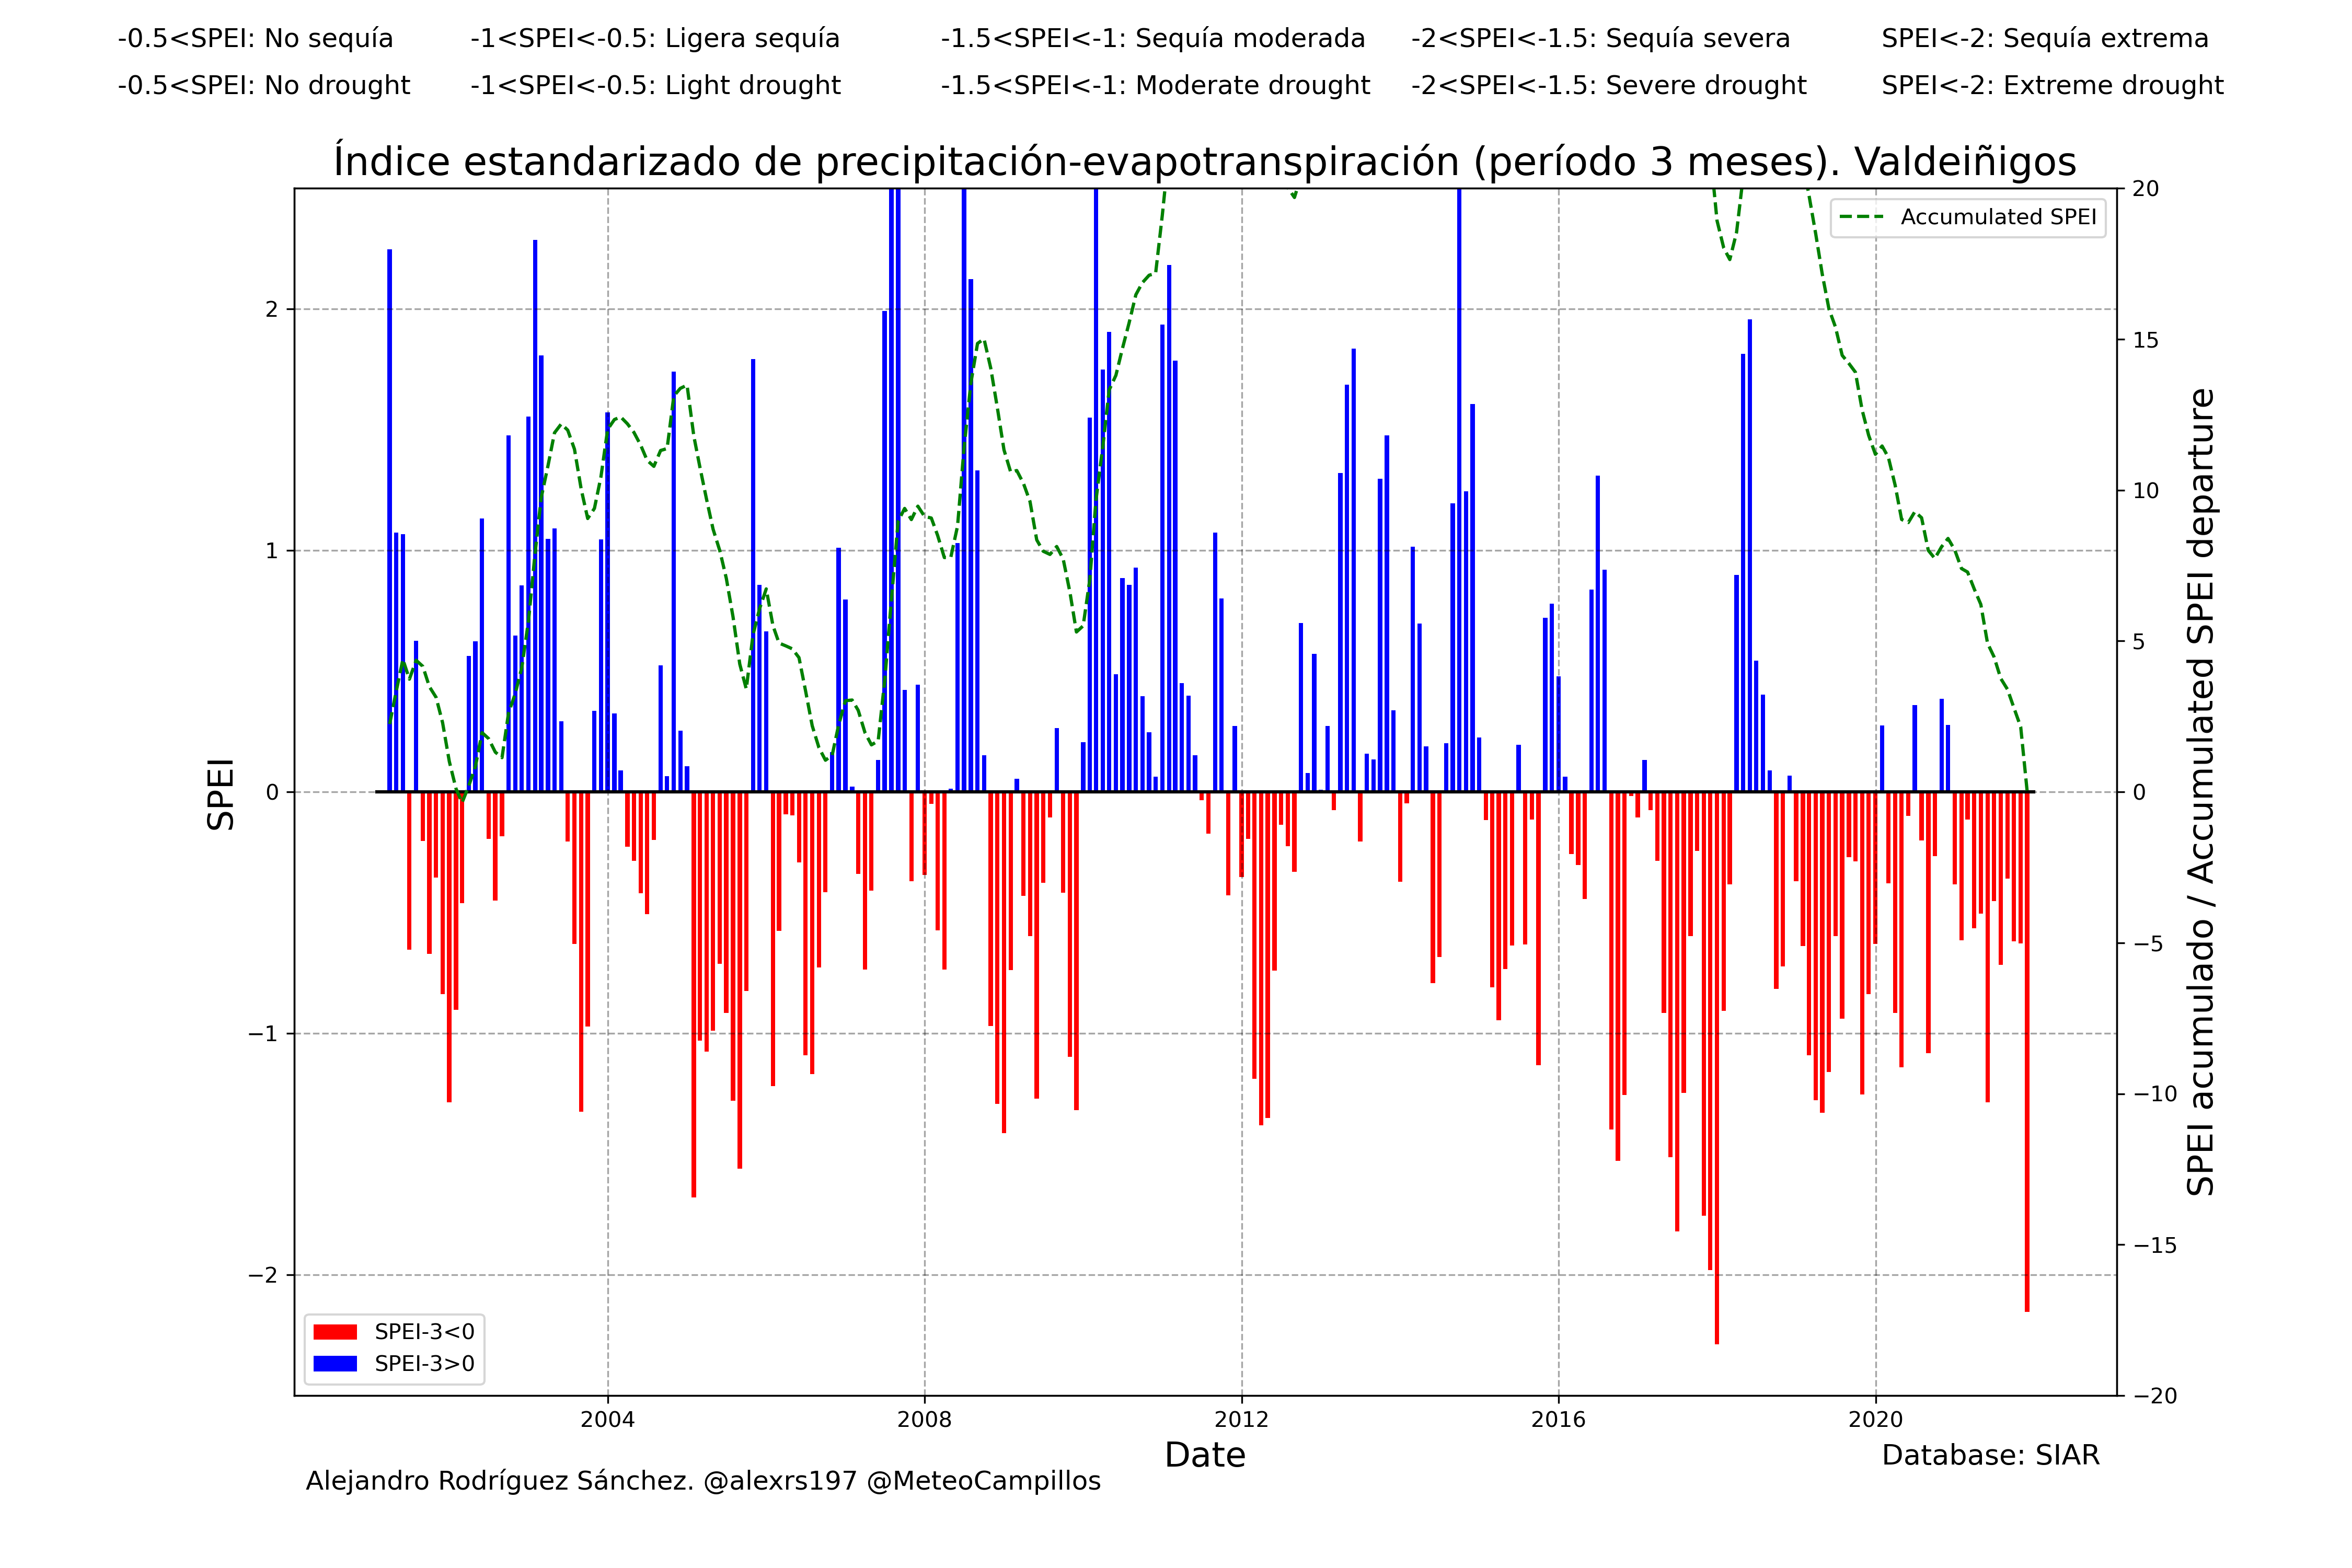 -0.5<SPEI: No sequía -1<SPEI<-0.5: Ligera sequía -1.5<SPEI<-1: Sequía moderada -2<SPEI<-1.5: Sequía severa SPEI<-2: Sequía extrema
-0.5<SPEI: No drought -1<SPEI<-0.5: Light drought -1.5<SPEI<-1: Moderate drought -2<SPEI<-1.5: Severe drought SPEI<-2: Extreme drought
Índice estandarizado de precipitación-evapotranspiración (período 3 meses). Valdeiñigos
Accumulated SPEI
SPEI
2
1
0
−1
−2
20
15
10
5
0
−5
−10
−15
−20
SPEI acumulado / Accumulated SPEI departure
SPEI-3<0
SPEI-3>0
2004 2008 2012 2016 2020
Date
Database: SIAR
Alejandro Rodríguez Sánchez. @alexrs197 @MeteoCampillos